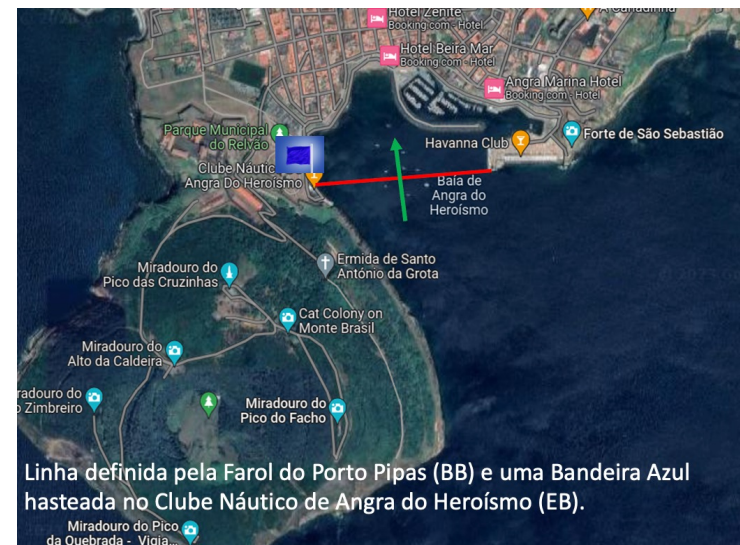 Hotel Zenite
Booking.com - Hotel
A Canadinha
Hotel Beira Mar
Booking.com - Hotel
Angra Marina Hotel
Booking.com - Hotel
Parque Municipal
do Relvão
Havanna Club
Forte de São Sebastião
Clube Náutico
Angra Do Heroísmo
Baía de
Angra do
Heroísmo
Ermida de Santo
António da Grota
Miradouro do
Pico das Cruzinhas
Cat Colony on
Monte Brasil
Miradouro do
Alto da Caldeira
radouro do
o Zimbreiro
Miradouro do
Pico do Facho
Linha definida pela Farol do Porto Pipas (BB) e uma Bandeira Azul
hasteada no Clube Náutico de Angra do Heroísmo (EB).
Miradouro do Pico
da Quebrada - Vigia...